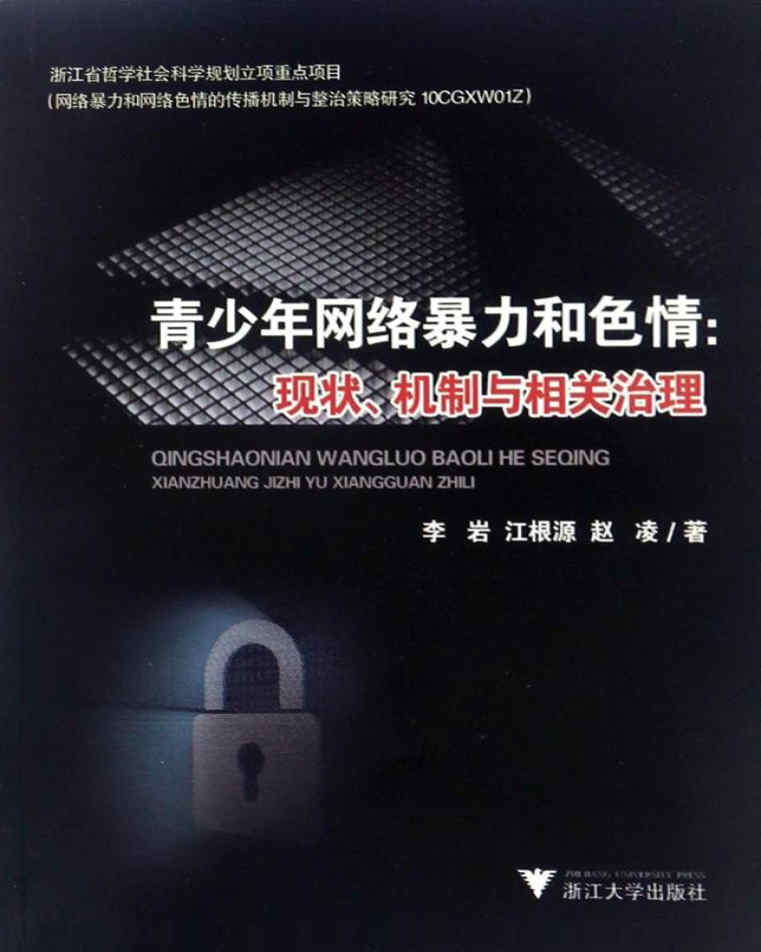 浙江省哲学社会科学规划立项重点项目
(网络暴力和网络色情的传播机制与整治策略研究 10CGXW01Z)
青少年网络暴力和色情:
现状、机制与相关治理
QINGSHAONIAN WANGLUO BAOLI HE SEQING
XIANZHUANG JIZHI YU XIANGGUAN ZHILI
李 岩 江根源 赵 凌/著
ZHEJIANG UNIVERSITY PRESS
浙江大学出版社